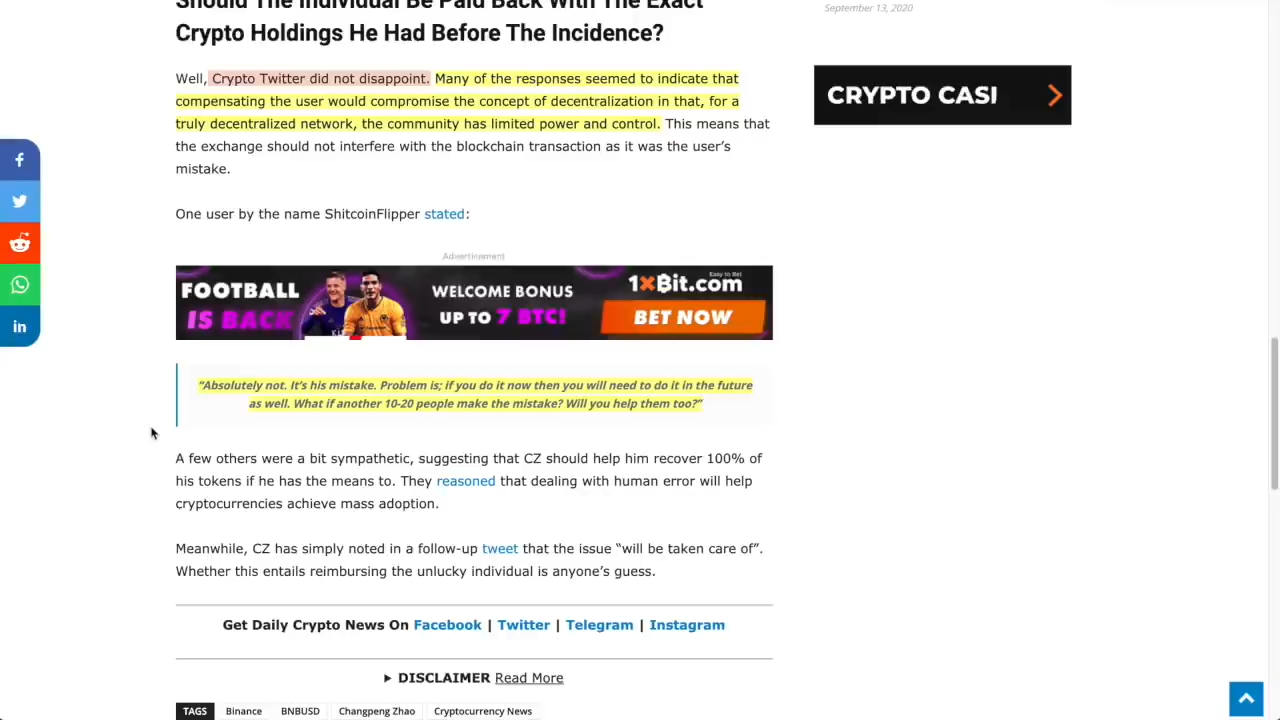 Should The Individual Be Paid Back With The Exact
Crypto Holdings He Had Before The Incidence?
September 13, 2020
Well, Crypto Twitter did not disappoint. Many of the responses seemed to indicate that
compensating the user would compromise the concept of decentralization in that, for a
truly decentralized network, the community has limited power and control. This means that
the exchange should not interfere with the blockchain transaction as it was the user’s
mistake.
CRYPTO CASI
One user by the name ShitcoinFlipper stated:
Advertisement
FOOTBALL
IS BACK
WELCOME BONUS
UP TO 7 BTC!
Easy to Bet
1xBit.com
BET NOW
“Absolutely not. It’s his mistake. Problem is; if you do it now then you will need to do it in the future
as well. What if another 10-20 people make the mistake? Will you help them too?”
A few others were a bit sympathetic, suggesting that CZ should help him recover 100% of
his tokens if he has the means to. They reasoned that dealing with human error will help
cryptocurrencies achieve mass adoption.
Meanwhile, CZ has simply noted in a follow-up tweet that the issue “will be taken care of”.
Whether this entails reimbursing the unlucky individual is anyone’s guess.
Get Daily Crypto News On Facebook | Twitter | Telegram | Instagram
DISCLAIMER Read More
TAGS Binance BNBUSD Changpeng Zhao Cryptocurrency News